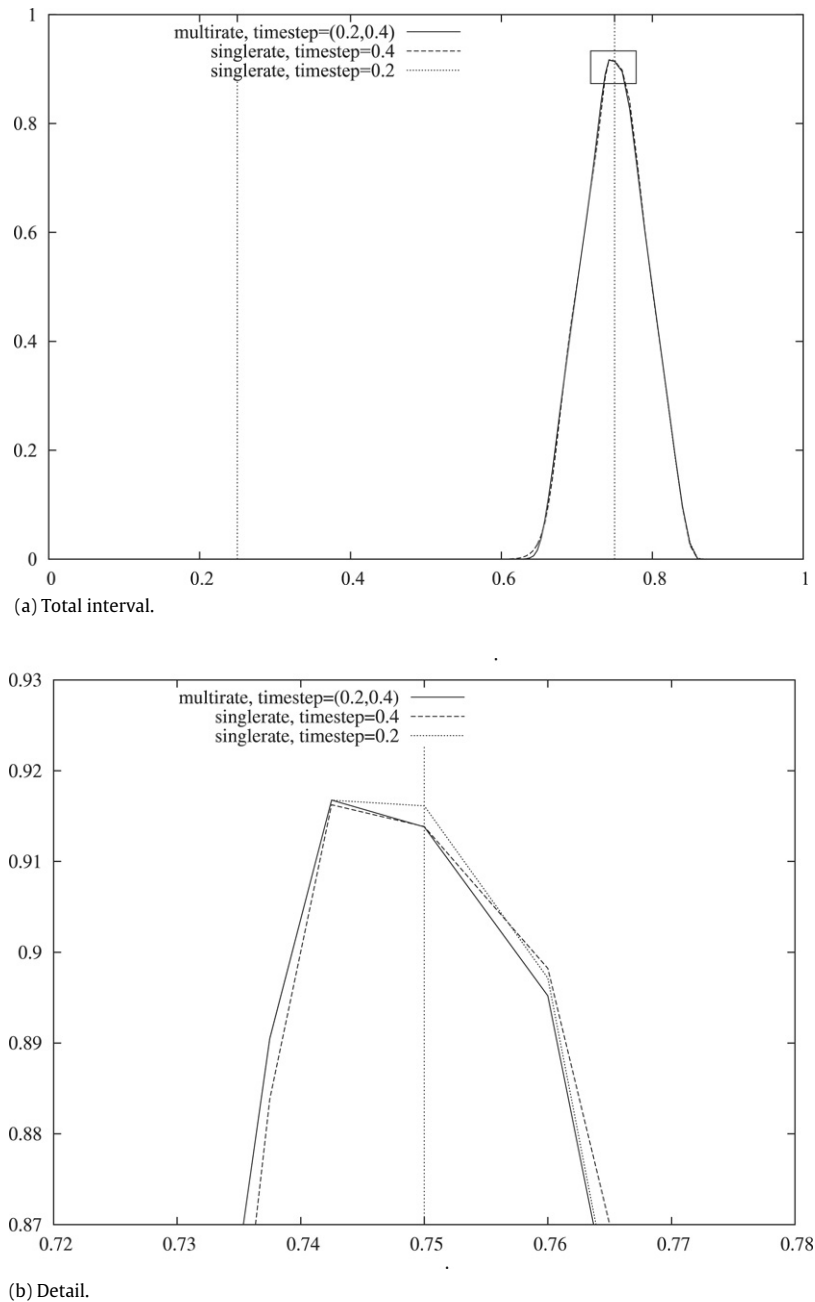 1
multirate, timestep=(0.2,0.4)
singlerate, timestep=0.4
singlerate, timestep=0.2
0.8
0.6
0.4
0.2
0
0 0.2 0.4 0.6 0.8 1
(a) Total interval.
0.93
multirate, timestep=(0.2,0.4)
singlerate, timestep=0.4
singlerate, timestep=0.2
0.92
0.91
0.9
0.89
0.88
0.87
0.72 0.73 0.74 0.75 0.76 0.77 0.78
(b) Detail.